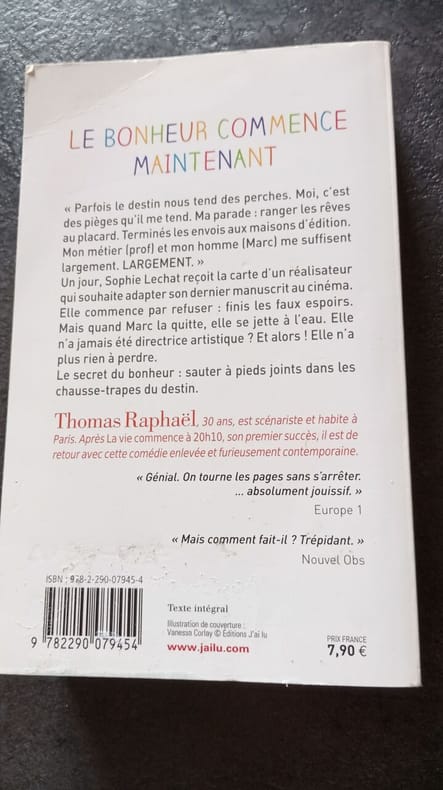 LE BONHEUR COMMENCE
MAINTENANT
« Parfois le destin nous tend des perches. Moi, c'est
des pièges qu'il me tend. Ma parade : ranger les rêves
au placard. Terminés les envois aux maisons d'édition.
Mon métier (prof) et mon homme (Marc) me suffisent
largement. LARGEMENT. »
Un jour, Sophie Lechat reçoit la carte d'un réalisateur
qui souhaite adapter son dernier manuscrit au cinéma.
Elle commence par refuser : finis les faux espoirs.
Mais quand Marc la quitte, elle se jette à l'eau. Elle
n'a jamais été directrice artistique ? Et alors ! Elle n'a
plus rien à perdre.
Le secret du bonheur : sauter à pieds joints dans les
chausse-trapes du destin.
Thomas Raphaël, 30 ans, est scénariste et habite à
Paris. Après La vie commence à 20h10, son premier succès, il est de
retour avec cette comédie enlevée et furieusement contemporaine.
« Génial. On tourne les pages sans s'arrêter.
... absolument jouissif. »
Europe 1
« Mais comment fait-il ? Trépidant. »
Nouvel Obs
ISBN : 978-2-290-07945-4
9 782290 079454
Texte intégral
Illustration de couverture :
Vanessa Corlay © Éditions J'ai lu
www.jailu.com
PRIX FRANCE
7,90 €